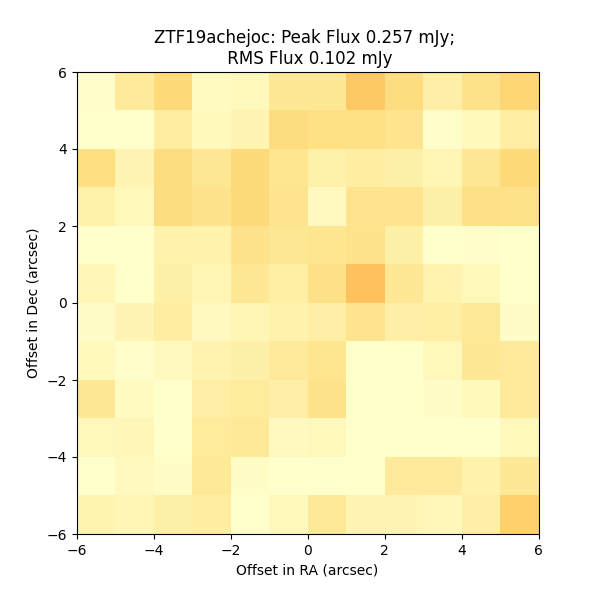 ZTF19achejoc: Peak Flux 0.257 mJy;
RMS Flux 0.102 mJy
6
4
2
0
−2
−4
−6
Offset in Dec (arcsec)
−6 −4 −2 0 2 4 6
Offset in RA (arcsec)